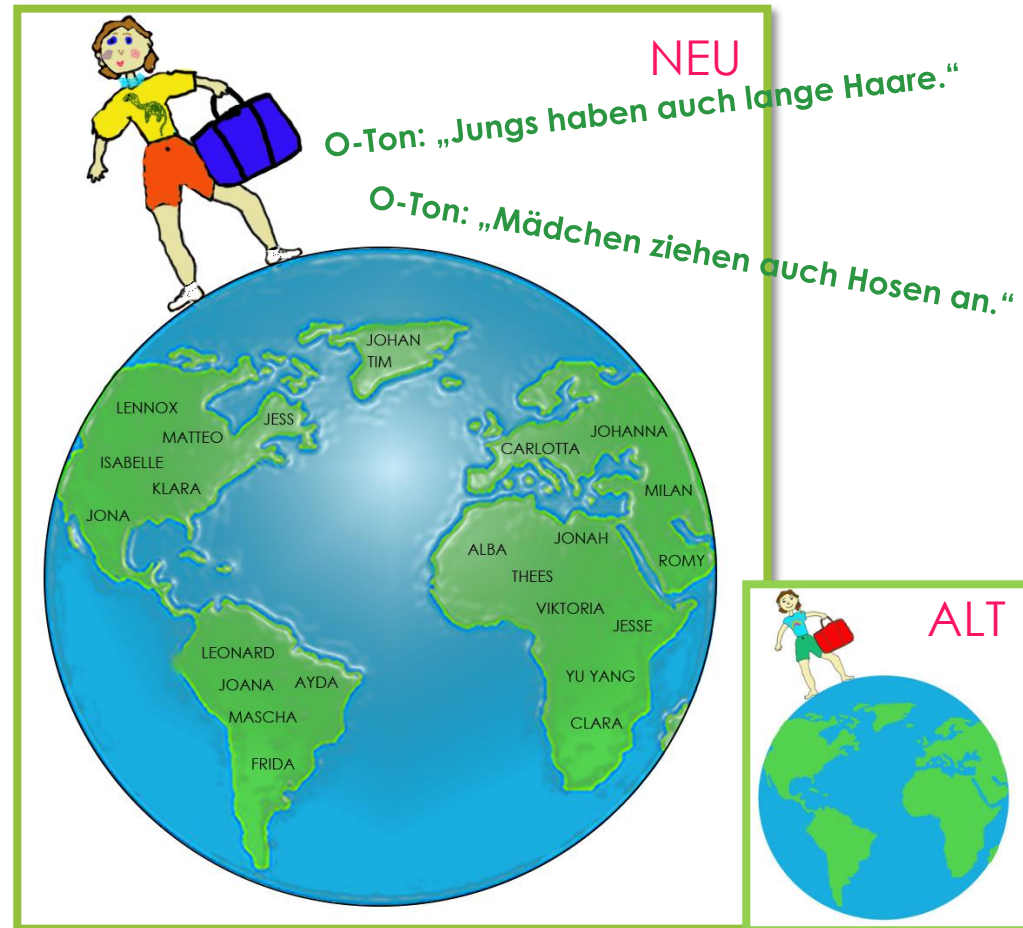 NEU
O-Ton: „Jungs haben auch lange Haare.“
O-Ton: „Mädchen ziehen auch Hosen an.“
JOHAN
TIM
LENNOX
JESS
MATTEO
ISABELLE
KLARA
JONA
JOHANNA
CARLOTTA
MILAN
JONAH
ALBA
ROMY
THEES
VIKTORIA
JESSE
LEONARD
JOANA
AYDA
MASCHA
FRIDA
YU YANG
CLARA
ALT